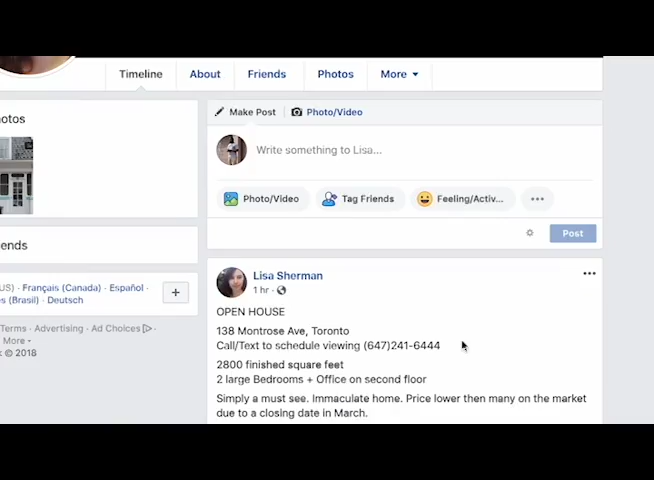 Timeline About Friends Photos More
otos
Make Post Photo/Video
Write something to Lisa...
Photo/Video Tag Friends Feeling/Activ... ...
Post
ends
US) · Français (Canada) · Español ·
s (Brasil) · Deutsch
+
Terms · Advertising · Ad Choices
More
k © 2018
Lisa Sherman
1 hr ·
OPEN HOUSE
138 Montrose Ave, Toronto
Call/Text to schedule viewing (647)241-6444
2800 finished square feet
2 large Bedrooms + Office on second floor
Simply a must see. Immaculate home. Price lower then many on the market
due to a closing date in March.